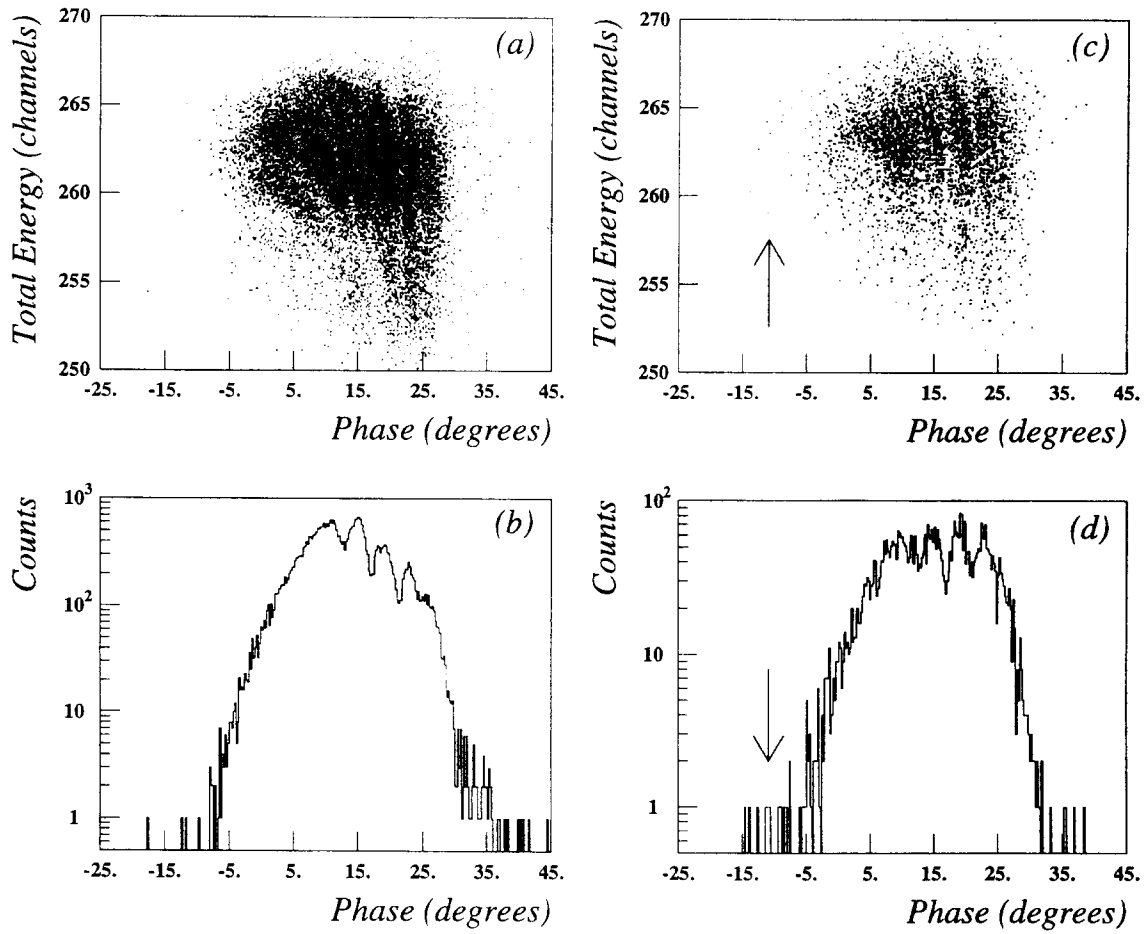 Total Energy (channels)
270
265
260
255
250
(a)
-25. -15. -5. 5. 15. 25. 35. 45.
Phase (degrees)
Total Energy (channels)
270
265
260
255
250
(c)
-25. -15. -5. 5. 15. 25. 35. 45.
Phase (degrees)
Counts
10³
10²
10
1
(b)
-25. -15. -5. 5. 15. 25. 35. 45.
Phase (degrees)
Counts
10²
10
1
(d)
-25. -15. -5. 5. 15. 25. 35. 45.
Phase (degrees)